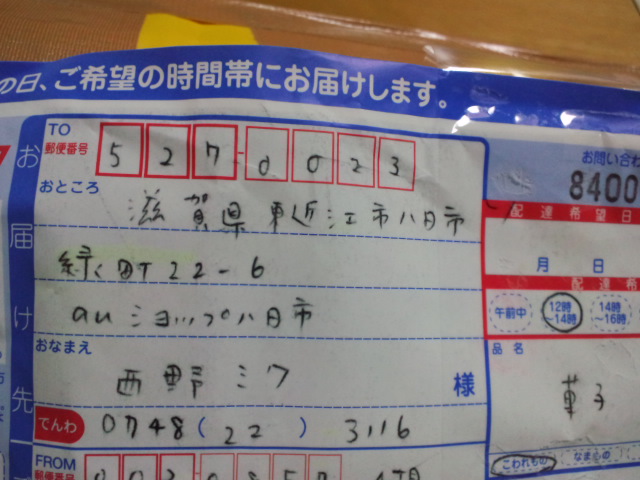 の日、ご希望の時間帯にお届けします。
お届け先
TO
郵便番号
527-0023
おところ
滋賀県東近江市八日市
緑町22-6
auショップ八日市
おなまえ
西野ミワ 様
てんわ 0748(22)3116
FROM
郵便番号
お問い合わ
8400
配達希望日
月 日
配達希
午前中
12時~14時
14時~16時
品名
菓子
こわれもの
なまもの